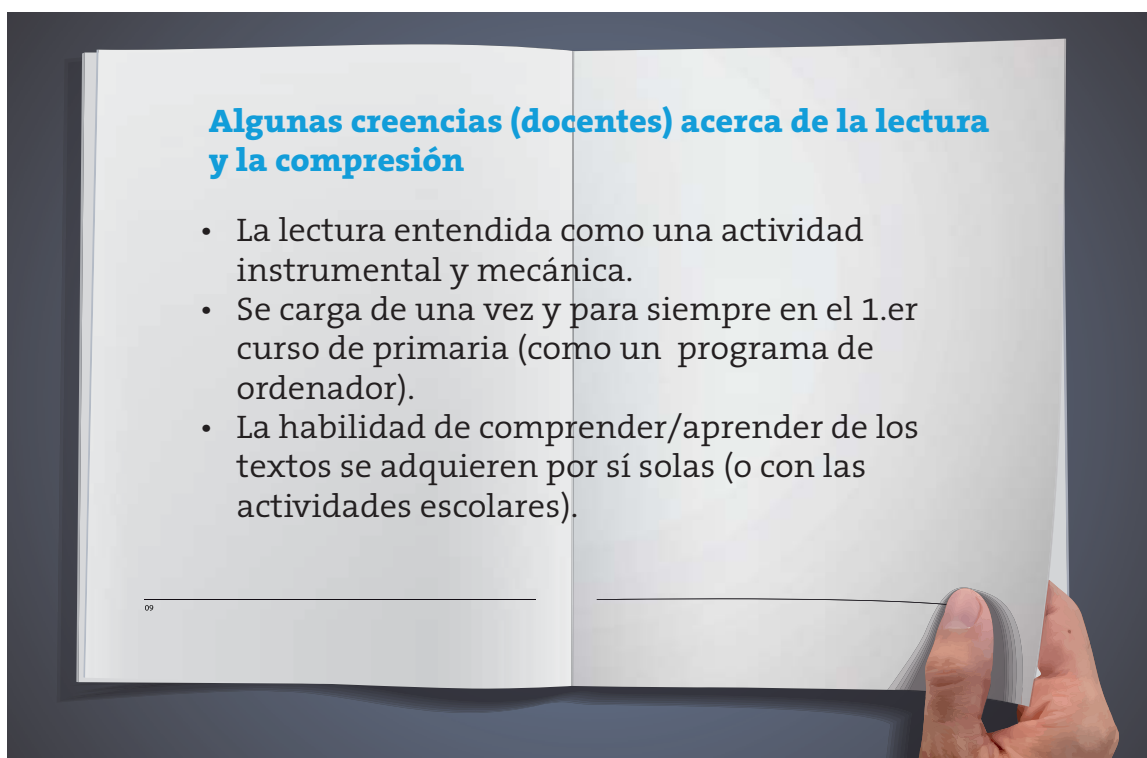 Algunas creencias (docentes) acerca de la lectura
y la compresión
• La lectura entendida como una actividad
instrumental y mecánica.
• Se carga de una vez y para siempre en el 1.er
curso de primaria (como un programa de
ordenador).
• La habilidad de comprender/aprender de los
textos se adquieren por sí solas (o con las
actividades escolares).
09